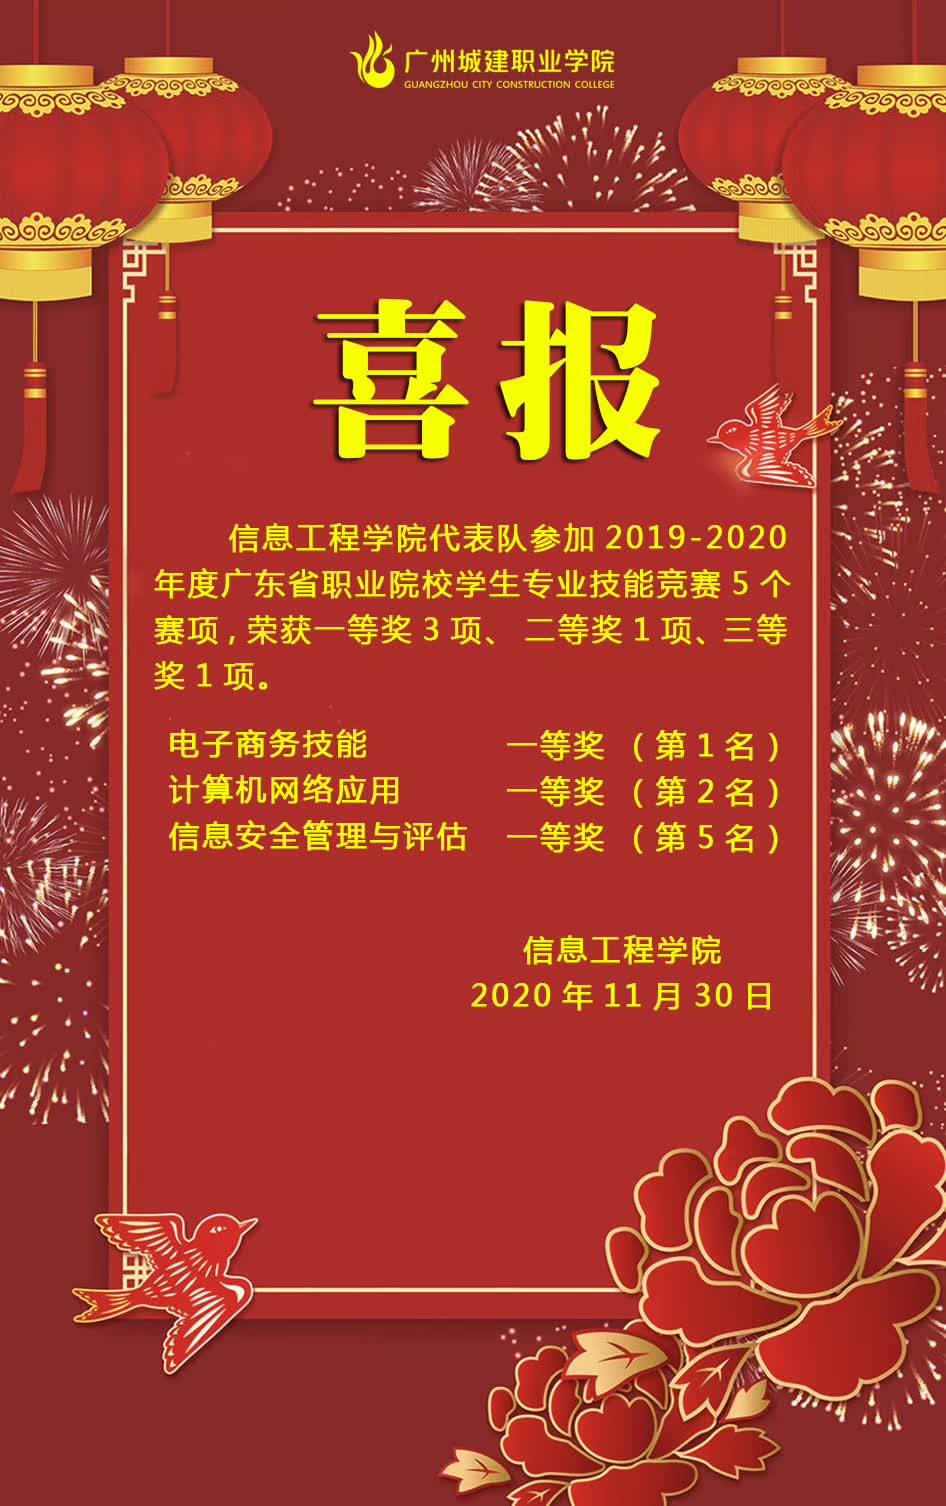 广州城建职业学院
GUANGZHOU CITY CONSTRUCTION COLLEGE
喜报
信息工程学院代表队参加 2019-2020
年度广东省职业院校学生专业技能竞赛 5 个
赛项，荣获一等奖 3 项、 二等奖 1 项、三等
奖 1 项。
电子商务技能 一等奖 （第 1 名）
计算机网络应用 一等奖 （第 2 名）
信息安全管理与评估 一等奖 （第 5 名）
信息工程学院
2020 年 11 月 30 日